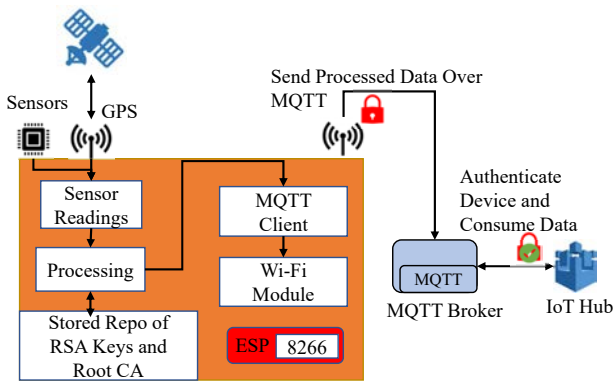 Send Processed Data Over
MQTT
Sensors
GPS
Sensor
Readings
MQTT
Client
Authenticate
Device and
Consume Data
Processing
Wi-Fi
Module
MQTT
MQTT Broker
IoT Hub
Stored Repo of
RSA Keys and
Root CA
ESP 8266